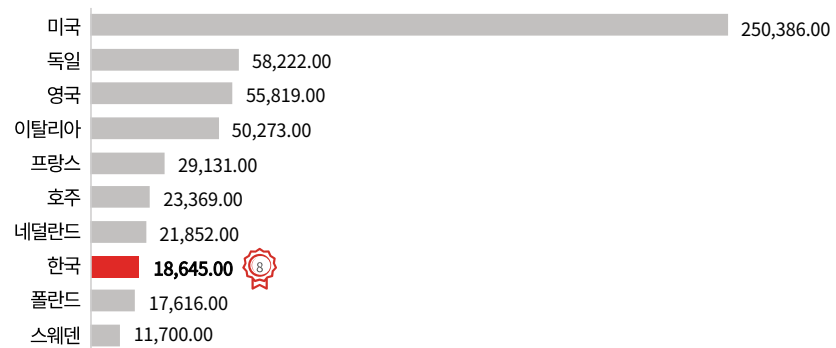 미국 250,386.00
독일 58,222.00
영국 55,819.00
이탈리아 50,273.00
프랑스 29,131.00
호주 23,369.00
네덜란드 21,852.00
한국 18,645.00 8
폴란드 17,616.00
스웨덴 11,700.00